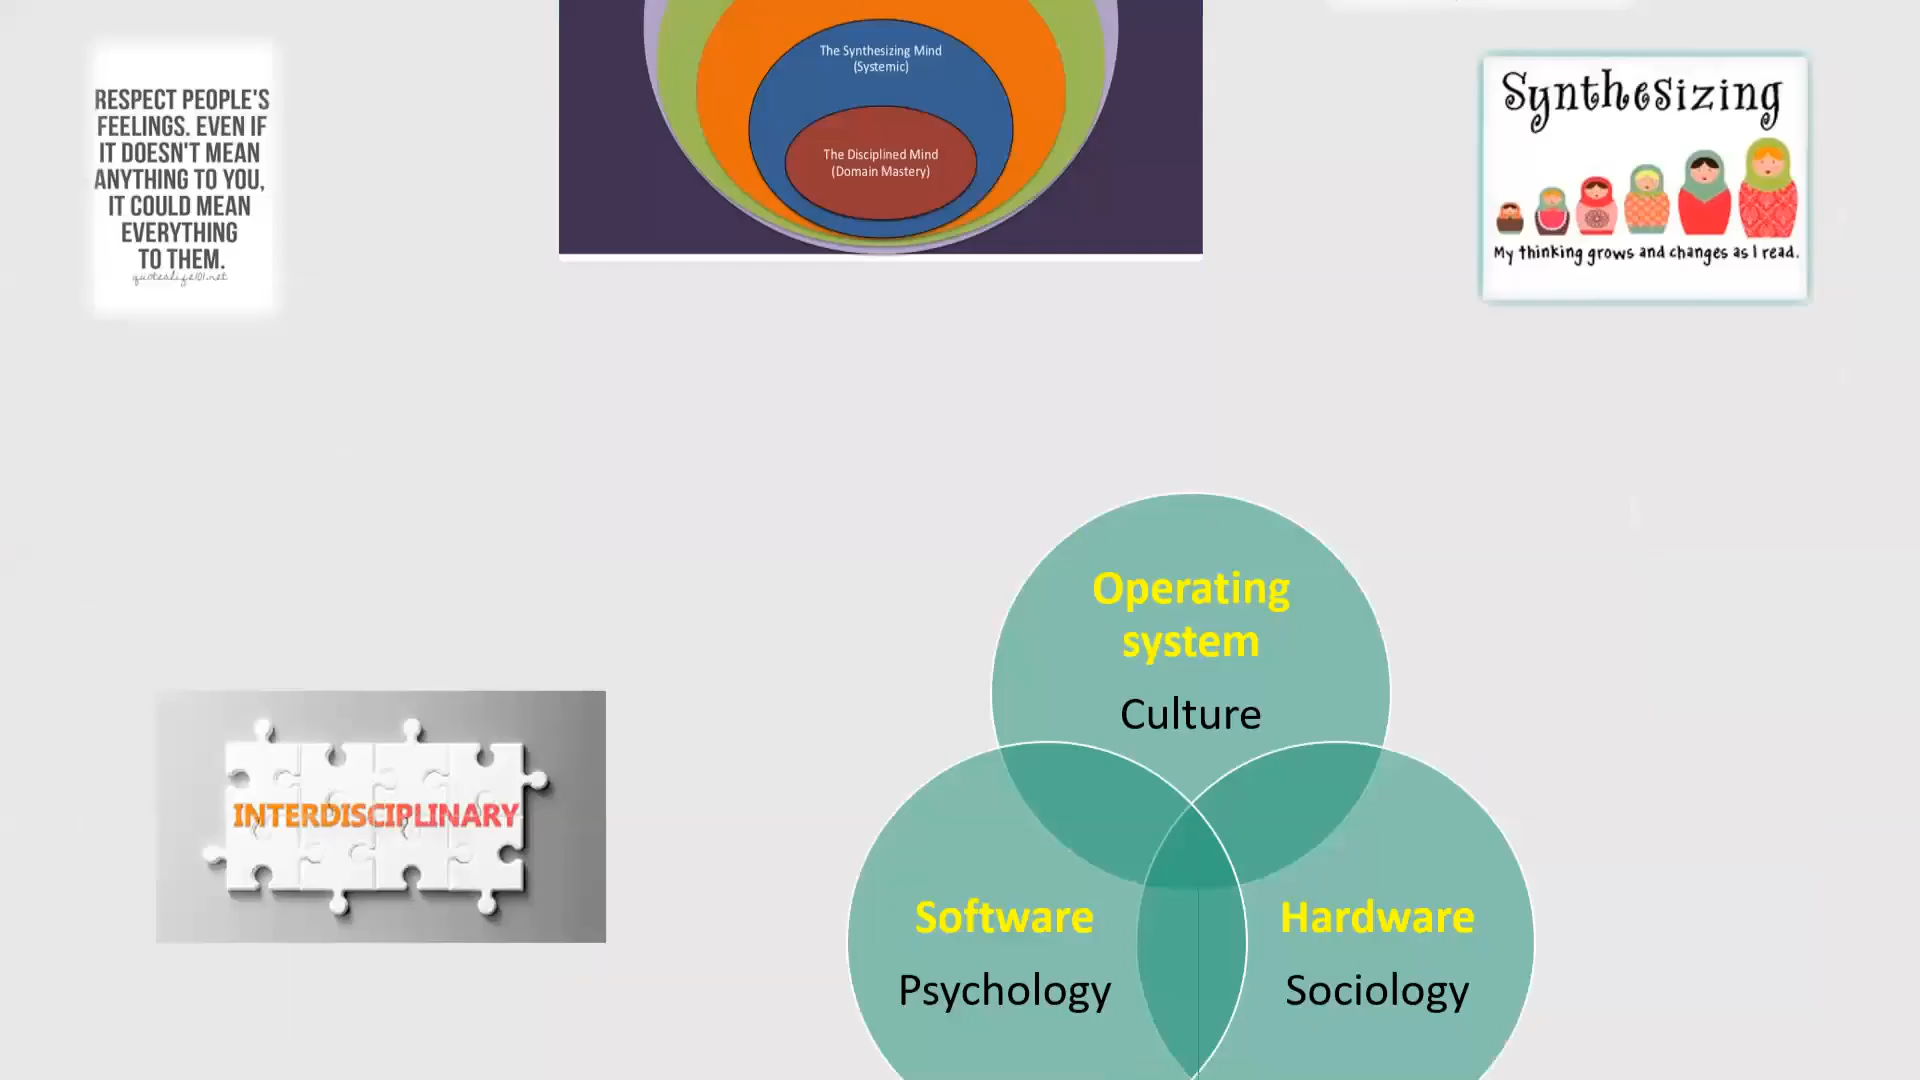 RESPECT PEOPLE'S
FEELINGS. EVEN IF
IT DOESN'T MEAN
ANYTHING TO YOU,
IT COULD MEAN
EVERYTHING
TO THEM.
quoteslife101.net
The Synthesizing Mind
(Systemic)
The Disciplined Mind
(Domain Mastery)
Synthesizing
My thinking grows and changes as I read.
INTERDISCIPLINARY
Operating
system
Culture
Software
Psychology
Hardware
Sociology